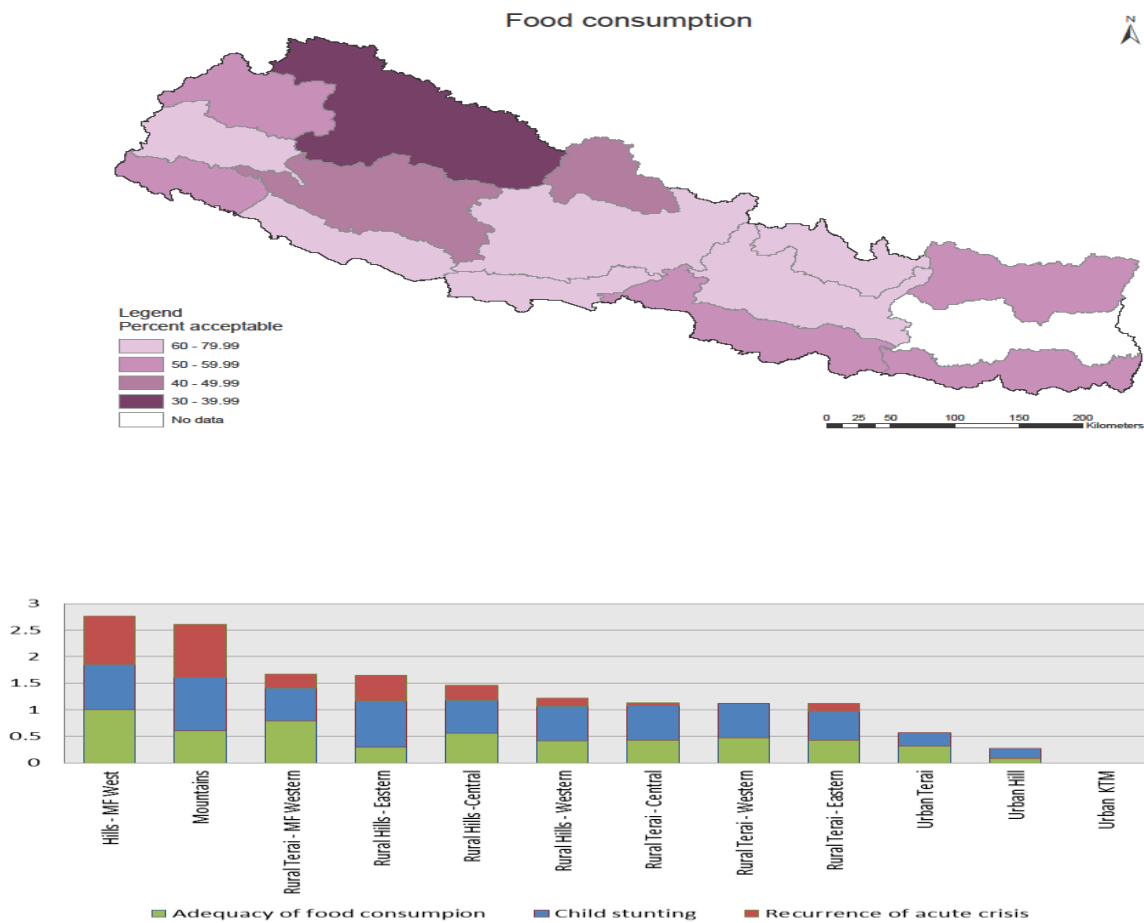 Food consumption
N
Legend
Percent acceptable
60 - 79.99
50 - 59.99
40 - 49.99
30 - 39.99
No data
0 25 50 100 150 200
Kilometers
3
2.5
2
1.5
1
0.5
0
Hills - MF West
Mountains
Rural Terai - MF Western
Rural Hills - Eastern
Rural Hills -Central
Rural Hills - Western
Rural Terai - Central
Rural Terai - Western
Rural Terai - Eastern
Urban Terai
Urban Hill
Urban KTM
Adequacy of food consumpion
Child stunting
Recurrence of acute crisis